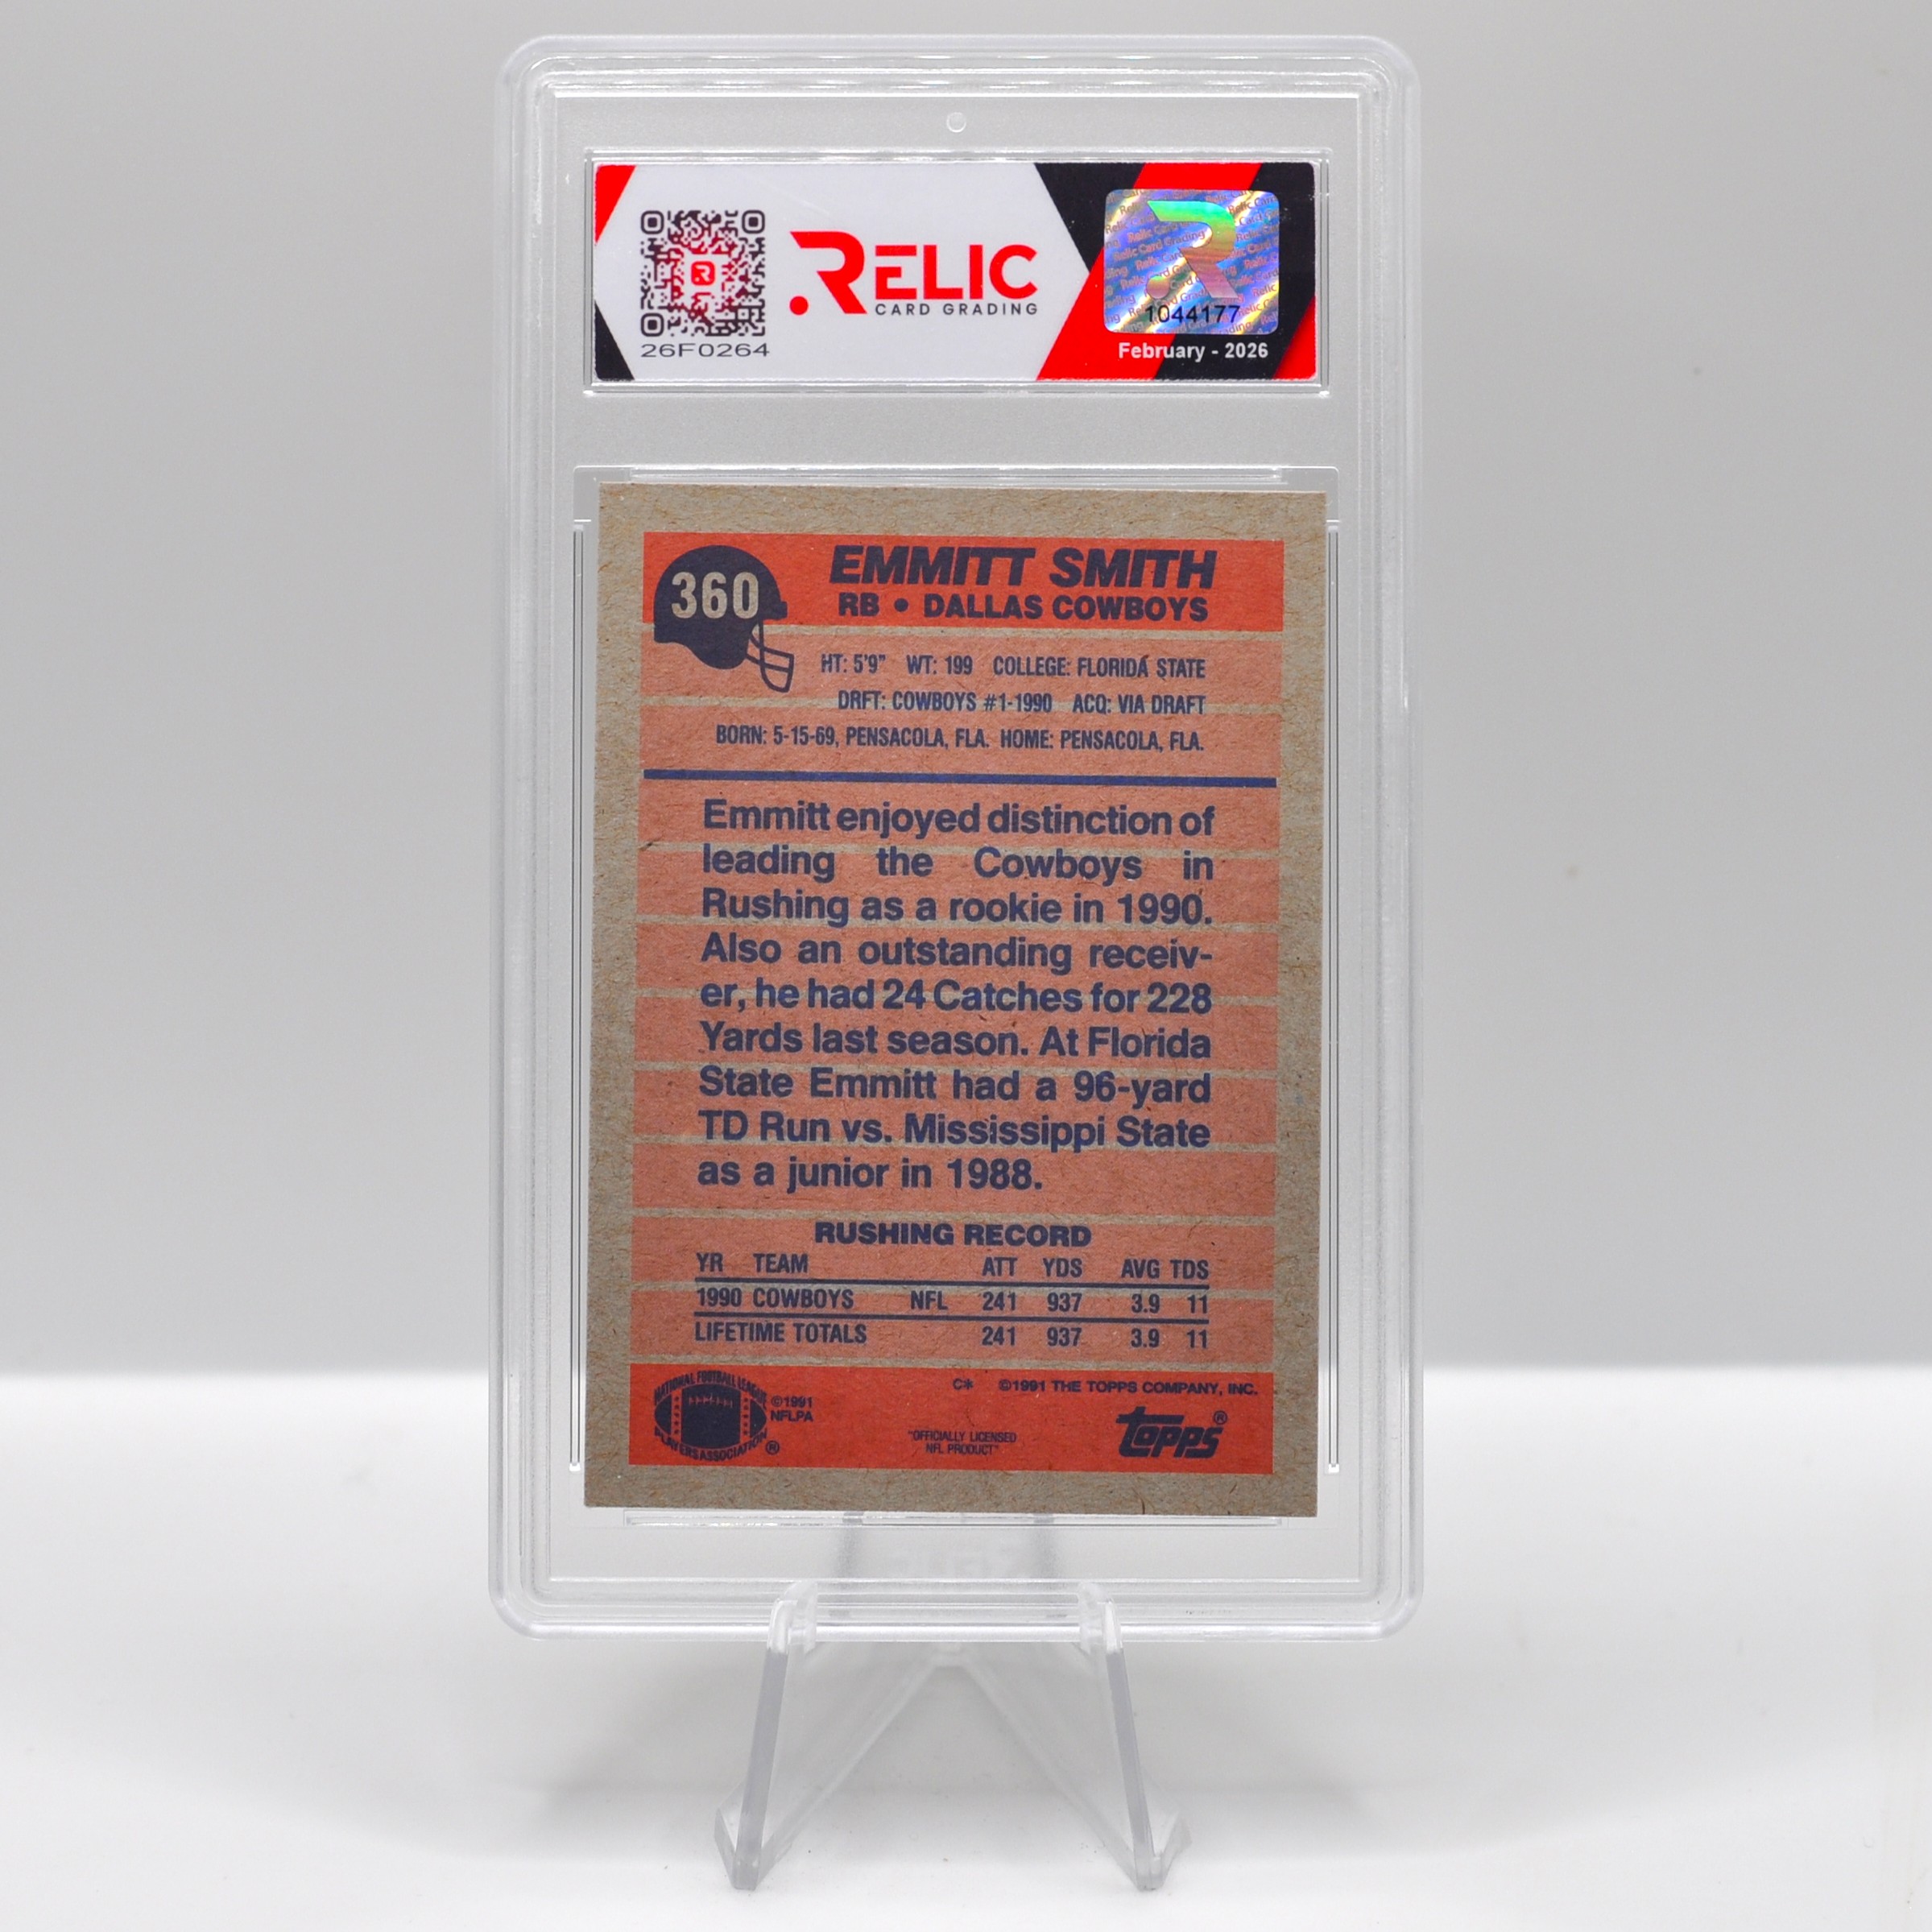 RELIC
CARD GRADING
26F0264
1044177
February - 2026
360
EMMITT SMITH
RB • DALLAS COWBOYS
HT: 5'9" WT: 199 COLLEGE: FLORIDA STATE
DRFT: COWBOYS #1-1990 ACQ: VIA DRAFT
BORN: 5-15-69, PENSACOLA, FLA. HOME: PENSACOLA, FLA.
Emmitt enjoyed distinction of
leading the Cowboys in
Rushing as a rookie in 1990.
Also an outstanding receiv-
er, he had 24 Catches for 228
Yards last season. At Florida
State Emmitt had a 96-yard
TD Run vs. Mississippi State
as a junior in 1988.
RUSHING RECORD
YR TEAM ATT YDS AVG TDS
1990 COWBOYS NFL 241 937 3.9 11
LIFETIME TOTALS 241 937 3.9 11
NATIONAL FOOTBALL LEAGUE
PLAYERS ASSOCIATION ®
©1991
NFLPA
C* ©1991 THE TOPPS COMPANY, INC.
"OFFICIALLY LICENSED
NFL PRODUCT"
topps®